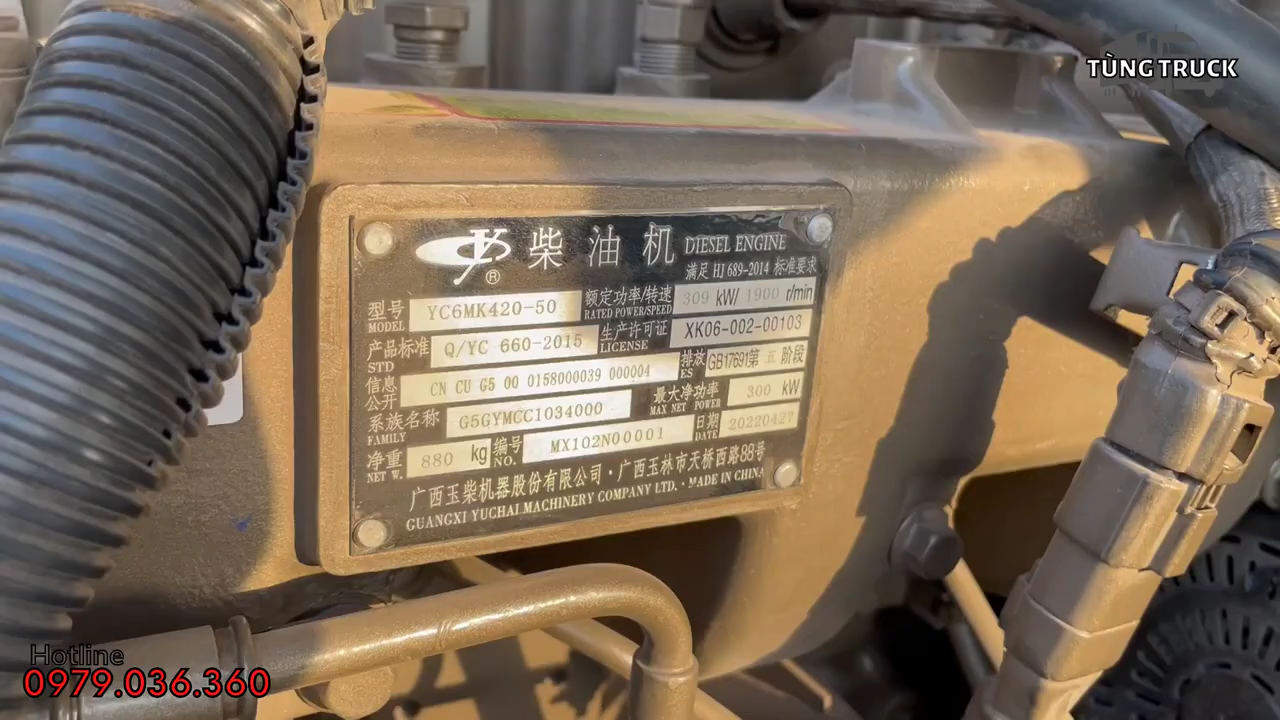 TÙNG TRUCK
YC ® 柴油机 DIESEL ENGINE
满足 HJ 689-2014 标准要求
型号 MODEL YC6MK420-50 额定功率/转速 RATED POWER/SPEED 309 kW/ 1900 r/min
产品标准 STD Q/YC 660-2015 生产许可证 LICENSE XK06-002-00103
信息公开 CN CU G5 00 0158000039 000004 排放 ES GB17691第 五 阶段
系族名称 FAMILY G5GYMCC1034000 最大净功率 MAX NET POWER 300 kW
净重 NET W. 880 kg 编号 NO. MX102N00001 日期 DATE 20220427
广西玉柴机器股份有限公司·广西玉林市天桥西路88号
GUANGXI YUCHAI MACHINERY COMPANY LTD.·MADE IN CHINA
Hotline
0979.036.360